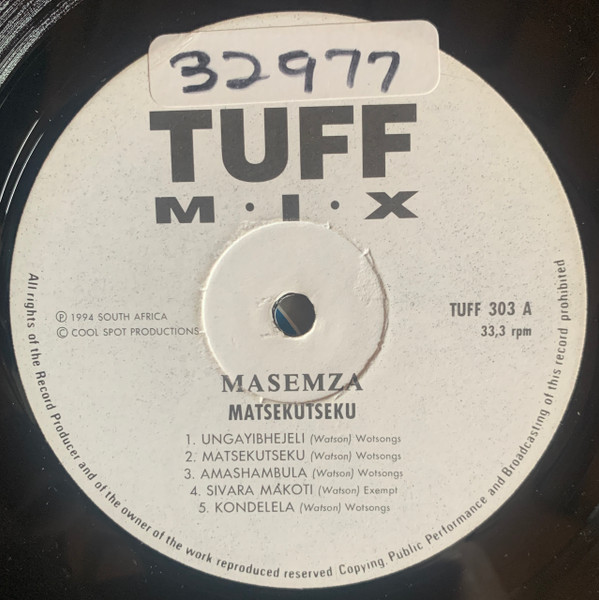 32977
TUFF
M·I·X
℗ 1994 SOUTH AFRICA
© COOL SPOT PRODUCTIONS
TUFF 303 A
33,3 rpm
MASEMZA
MATSEKUTSEKU
1. UNGAYIBHEJELI (Watson) Wotsongs
2. MATSEKUTSEKU (Watson) Wotsongs
3. AMASHAMBULA (Watson) Wotsongs
4. SIVARA MÁKOTI (Watson) Exempt
5. KONDELELA (Watson) Wotsongs
All rights of the Record Producer and of the owner of the work reproduced reserved Copying, Public Performance and Broadcasting of this record prohibited